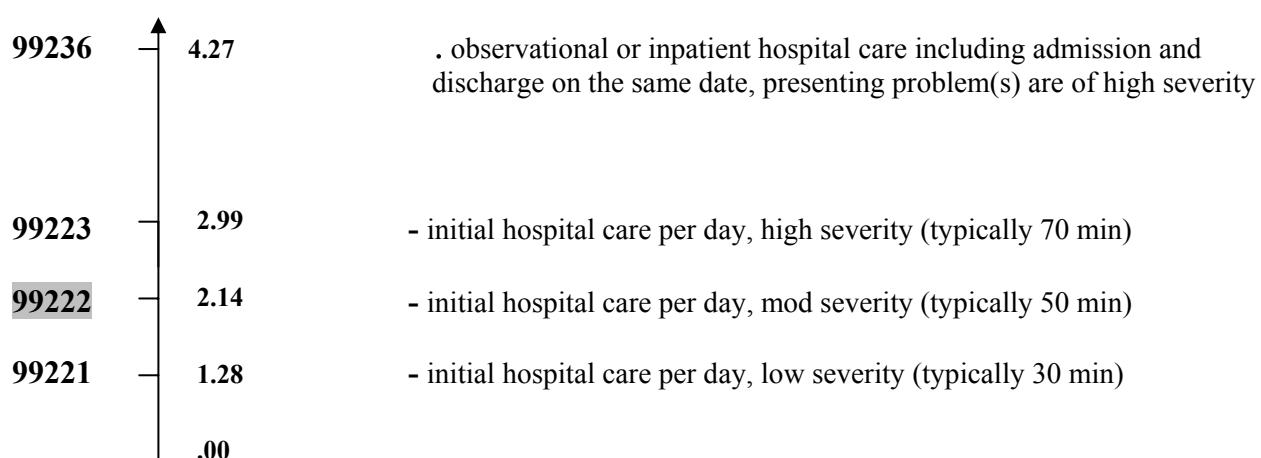 99236 4.27 . observational or inpatient hospital care including admission and
discharge on the same date, presenting problem(s) are of high severity
99223 2.99 - initial hospital care per day, high severity (typically 70 min)
99222 2.14 - initial hospital care per day, mod severity (typically 50 min)
99221 1.28 - initial hospital care per day, low severity (typically 30 min)
.00